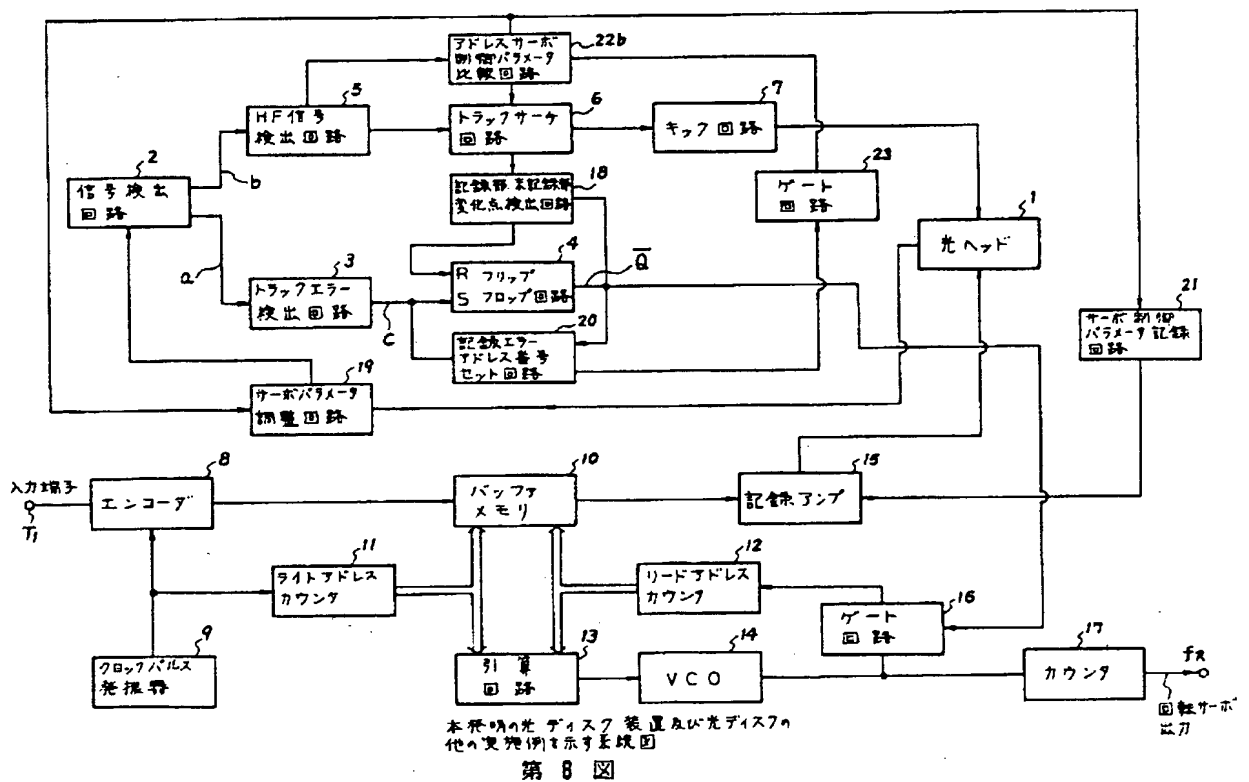 アドレスサーボ
制御パラメータ
比較回路
22b
HF信号
検出回路
5
トラックサーチ
回路
6
キック回路
7
信号検出
回路
2
b
a
記録部、未記録部
変化点検出回路
18
ゲート
回路
23
光ヘッド
1
トラックエラー
検出回路
3
C
R フリップ
S フロップ回路
4
Q
サーボ制御
パラメータ記録
回路
21
記録エラー
アドレス番号
セット回路
20
サーボパラメータ
調整回路
19
入力端子
T1
エンコーダ
8
バッファ
メモリ
10
記録アンプ
15
ライトアドレス
カウンタ
11
リードアドレス
カウンタ
12
ゲート
回路
16
クロックパルス
発振器
9
引算
回路
13
VCO
14
カウンタ
17
fR
回転サーボ
出力
本発明の光ディスク装置及び光ディスクの
他の実施例を示す系統図
第8図